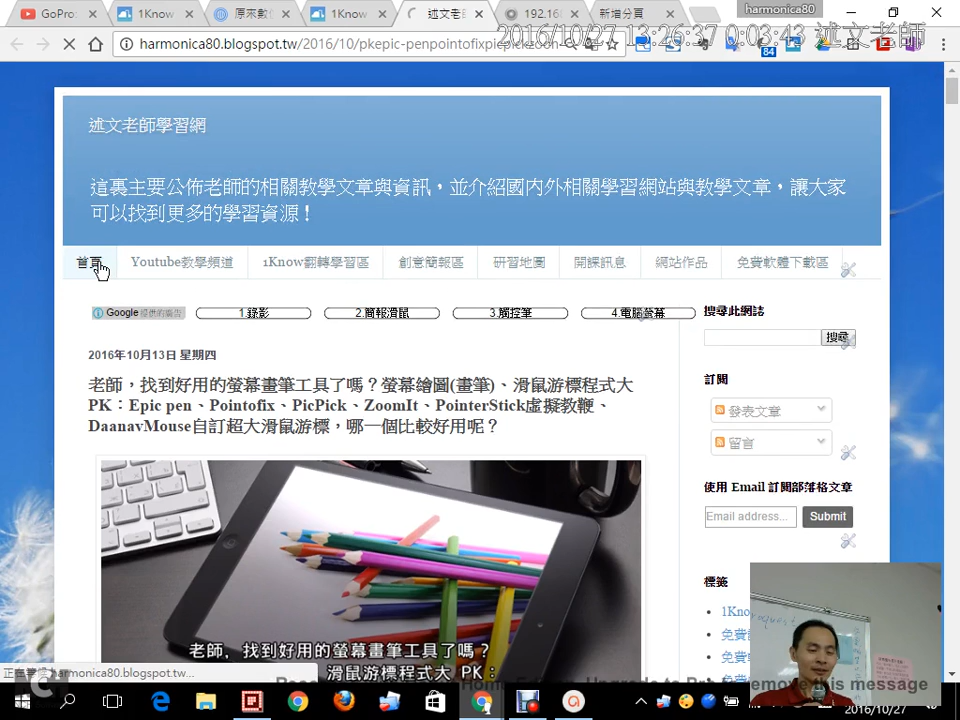 GoPro
1Know
原來數位
1Know
述文老師
192.168
新增分頁
harmonica80
harmonica80.blogspot.tw/2016/10/pkepic-penpointofixpicpickzoom
2016/10/27 13:26:37 0:03:43 述文老師
84
述文老師學習網
這裏主要公佈老師的相關教學文章與資訊，並介紹國內外相關學習網站與教學文章，讓大家
可以找到更多的學習資源！
首頁 Youtube教學頻道 1Know翻轉學習區 創意簡報區 研習地圖 開課訊息 網站作品 免費軟體下載區
Google 提供的廣告 1.錄影 2.簡報滑鼠 3.觸控筆 4.電腦螢幕
搜尋此網誌
搜尋
2016年10月13日 星期四
老師，找到好用的螢幕畫筆工具了嗎？螢幕繪圖(畫筆)、滑鼠游標程式大
PK：Epic pen、Pointofix、PicPick、ZoomIt、PointerStick虛擬教鞭、
DaanavMouse自訂超大滑鼠游標，哪一個比較好用呢？
訂閱
發表文章
留言
使用 Email 訂閱部落格文章
Email address... Submit
標籤
1Kno
免費
免費
老師，找到好用的螢幕畫筆工具了嗎？
滑鼠游標程式大 PK：
harmonica80.blogspot.tw...
remove this message
2016/10/27